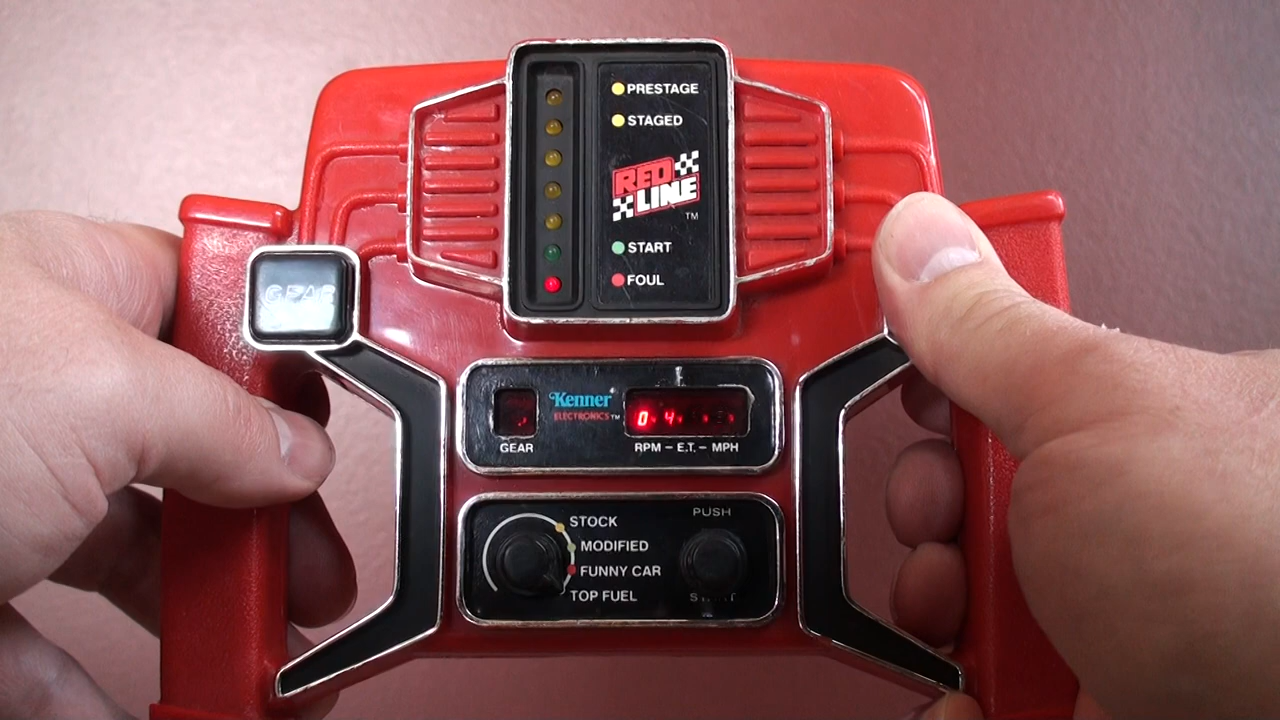 PRESTAGE
STAGED
RED
LINE
TM
START
FOUL
GEAR
Kenner
ELECTRONICS TM
GEAR
RPM – E.T. – MPH
STOCK
MODIFIED
FUNNY CAR
TOP FUEL
PUSH
START